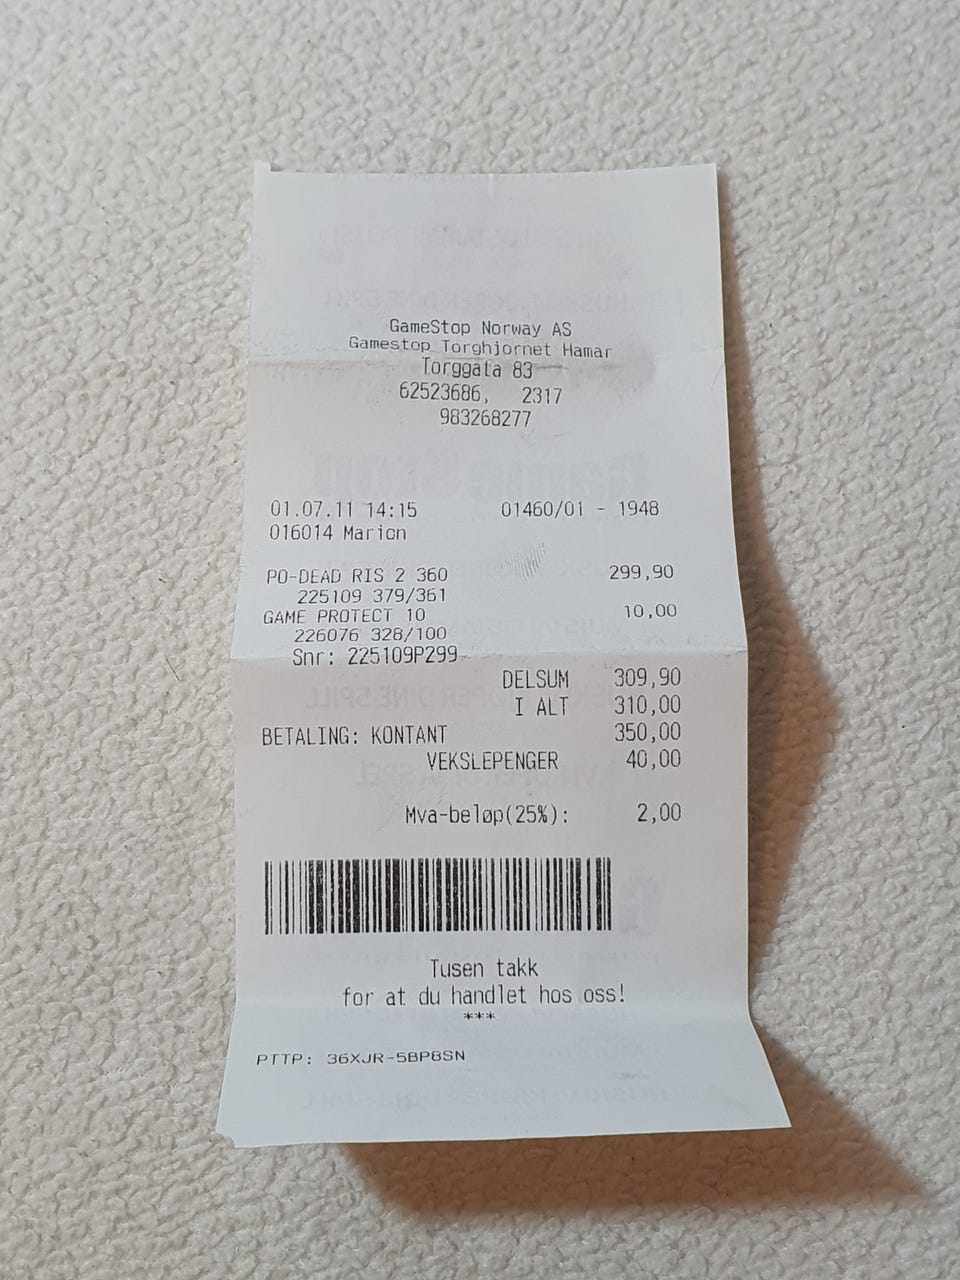 GameStop Norway AS
Gamestop Torghjornet Hamar
Torggata 83
62523686, 2317
983268277
01.07.11 14:15 01460/01 - 1948
016014 Marion
PO-DEAD RIS 2 360 299,90
225109 379/361
GAME PROTECT 10 10,00
226076 328/100
Snr: 225109P299
DELSUM 309,90
I ALT 310,00
BETALING: KONTANT 350,00
VEKSLEPENGER 40,00
Mva-beløp(25%): 2,00
Tusen takk
for at du handlet hos oss!
***
PTTP: 36XJR-5BP8SN